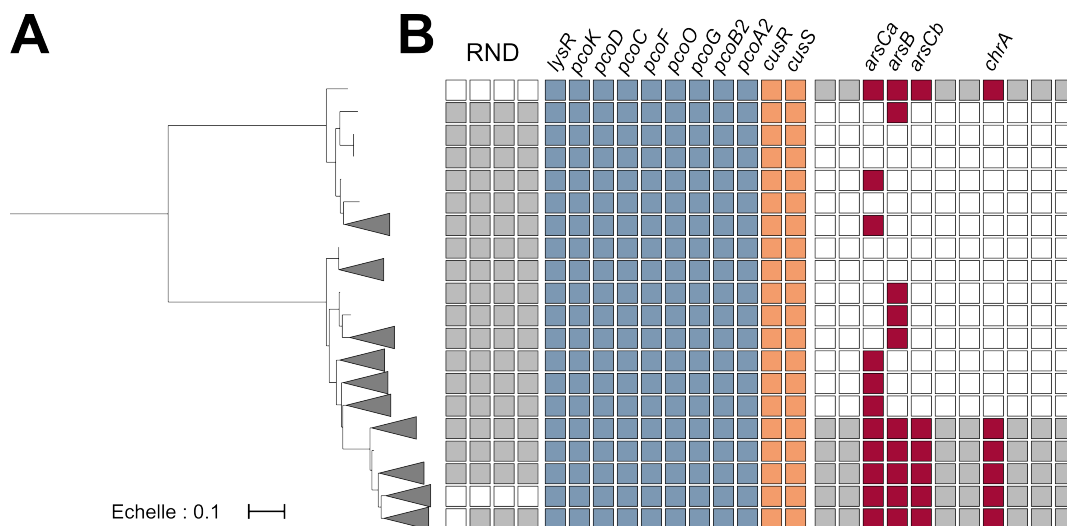 A
B
RND
lysR
pcoK
pcoD
pcoC
pcoF
pcoO
pcoG
pcoB2
pcoA2
cusR
cusS
arsCa
arsB
arsCb
chrA
Echelle : 0.1